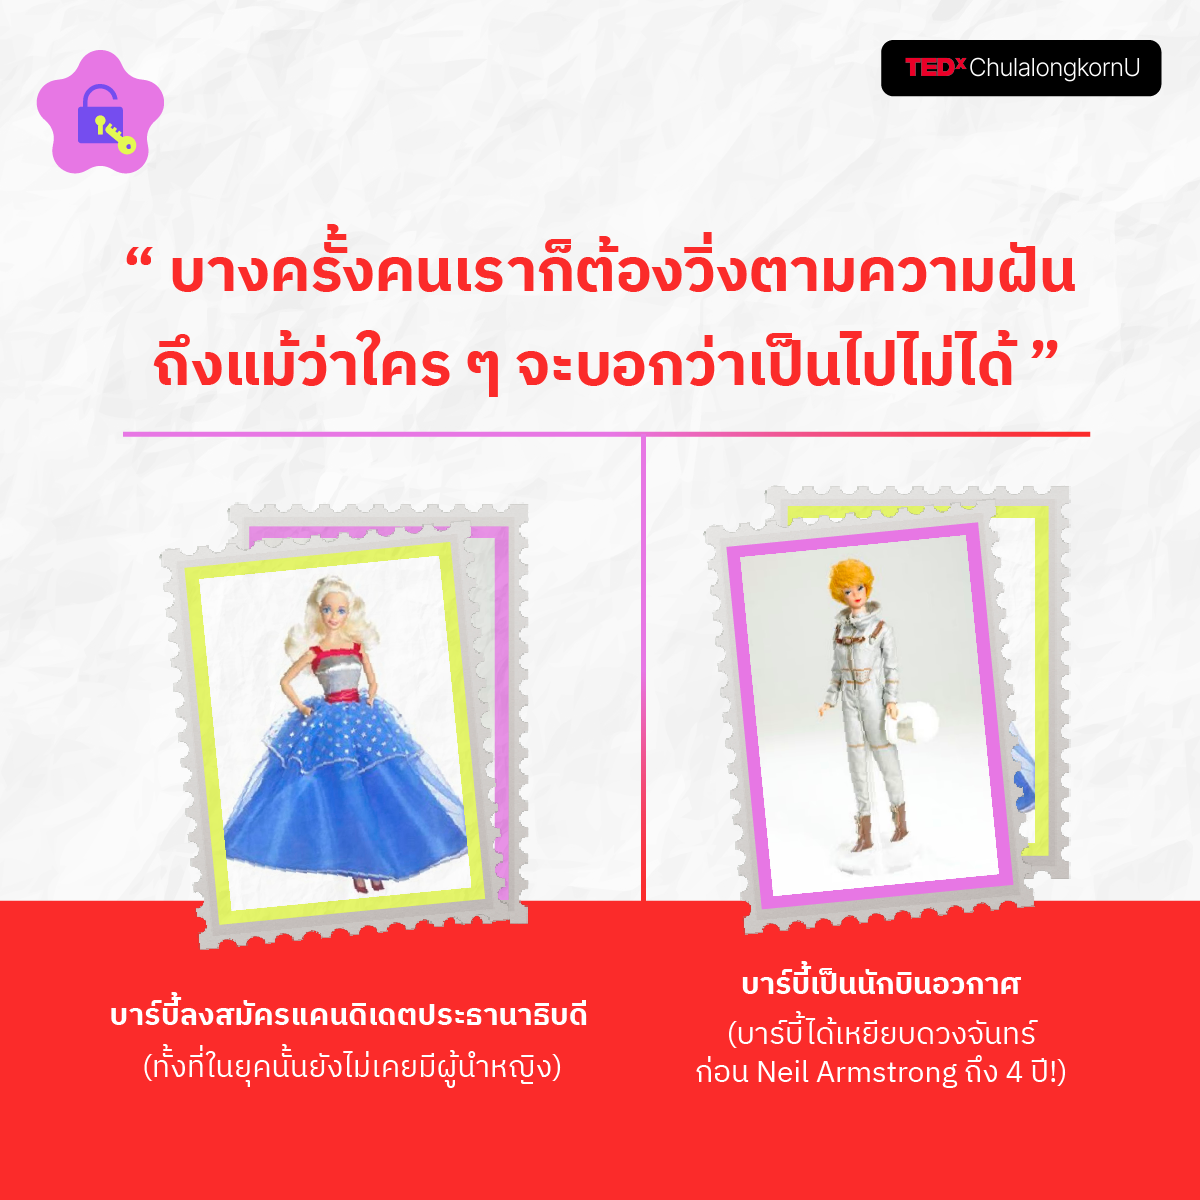 TEDx ChulalongkornU
“ บางครั้งคนเราก็ต้องวิ่งตามความฝัน
ถึงแม้ว่าใคร ๆ จะบอกว่าเป็นไปไม่ได้ ”
บาร์บี้ลงสมัครแคนดิเดตประธานาธิบดี
(ทั้งที่ในยุคนั้นยังไม่เคยมีผู้นำหญิง)
บาร์บี้เป็นนักบินอวกาศ
(บาร์บี้ได้เหยียบดวงจันทร์
ก่อน Neil Armstrong ถึง 4 ปี!)